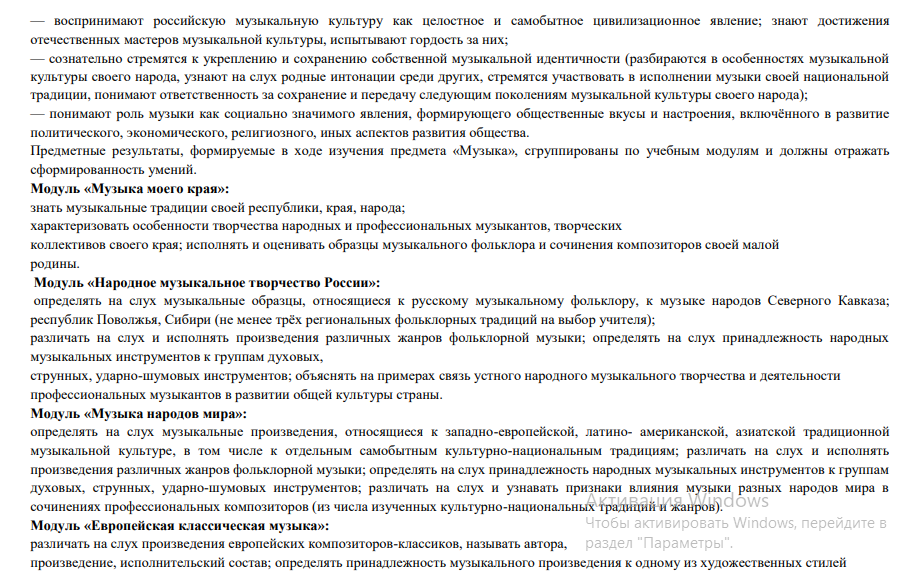 — воспринимают российскую музыкальную культуру как целостное и самобытное цивилизационное явление; знают достижения
отечественных мастеров музыкальной культуры, испытывают гордость за них;
— сознательно стремятся к укреплению и сохранению собственной музыкальной идентичности (разбираются в особенностях музыкальной
культуры своего народа, узнают на слух родные интонации среди других, стремятся участвовать в исполнении музыки своей национальной
традиции, понимают ответственность за сохранение и передачу следующим поколениям музыкальной культуры своего народа);
— понимают роль музыки как социально значимого явления, формирующего общественные вкусы и настроения, включённого в развитие
политического, экономического, религиозного, иных аспектов развития общества.
Предметные результаты, формируемые в ходе изучения предмета «Музыка», сгруппированы по учебным модулям и должны отражать
сформированность умений.
Модуль «Музыка моего края»:
знать музыкальные традиции своей республики, края, народа;
характеризовать особенности творчества народных и профессиональных музыкантов, творческих
коллективов своего края; исполнять и оценивать образцы музыкального фольклора и сочинения композиторов своей малой
родины.
Модуль «Народное музыкальное творчество России»:
определять на слух музыкальные образцы, относящиеся к русскому музыкальному фольклору, к музыке народов Северного Кавказа;
республик Поволжья, Сибири (не менее трёх региональных фольклорных традиций на выбор учителя);
различать на слух и исполнять произведения различных жанров фольклорной музыки; определять на слух принадлежность народных
музыкальных инструментов к группам духовых,
струнных, ударно-шумовых инструментов; объяснять на примерах связь устного народного музыкального творчества и деятельности
профессиональных музыкантов в развитии общей культуры страны.
Модуль «Музыка народов мира»:
определять на слух музыкальные произведения, относящиеся к западно-европейской, латино- американской, азиатской традиционной
музыкальной культуре, в том числе к отдельным самобытным культурно-национальным традициям; различать на слух и исполнять
произведения различных жанров фольклорной музыки; определять на слух принадлежность народных музыкальных инструментов к группам
духовых, струнных, ударно-шумовых инструментов; различать на слух и узнавать признаки влияния музыки разных народов мира в
сочинениях профессиональных композиторов (из числа изученных культурно-национальных традиций и жанров).
Модуль «Европейская классическая музыка»:
различать на слух произведения европейских композиторов-классиков, называть автора,
произведение, исполнительский состав; определять принадлежность музыкального произведения к одному из художественных стилей
Активация Windows
Чтобы активировать Windows, перейдите в
раздел "Параметры".